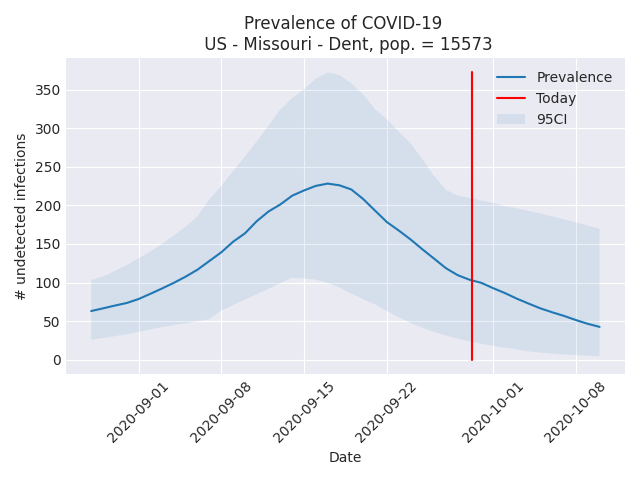 Prevalence of COVID-19
US - Missouri - Dent, pop. = 15573
Prevalence
Today
95CI
# undetected infections
350
300
250
200
150
100
50
0
2020-09-01
2020-09-08
2020-09-15
2020-09-22
2020-10-01
2020-10-08
Date